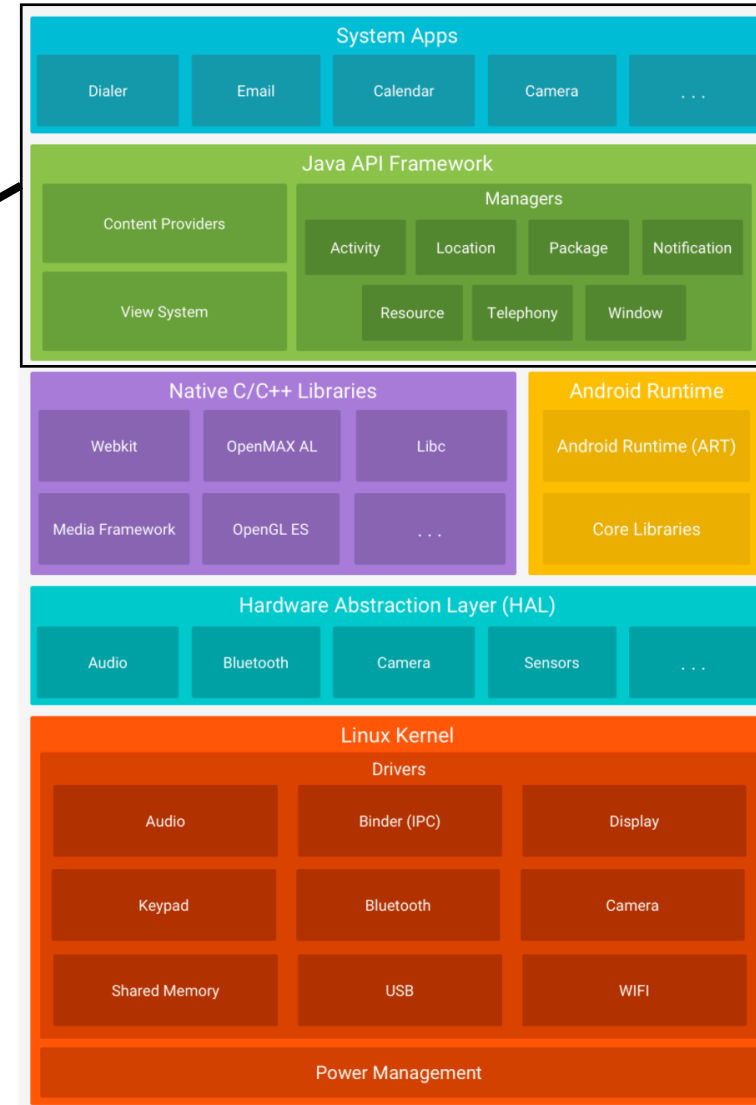 System Apps
Dialer Email Calendar Camera . . .
Java API Framework
Content Providers
View System
Managers
Activity Location Package Notification
Resource Telephony Window
Native C/C++ Libraries
Webkit OpenMAX AL Libc
Media Framework OpenGL ES . . .
Android Runtime
Android Runtime (ART)
Core Libraries
Hardware Abstraction Layer (HAL)
Audio Bluetooth Camera Sensors . . .
Linux Kernel
Drivers
Audio Binder (IPC) Display
Keypad Bluetooth Camera
Shared Memory USB WIFI
Power Management